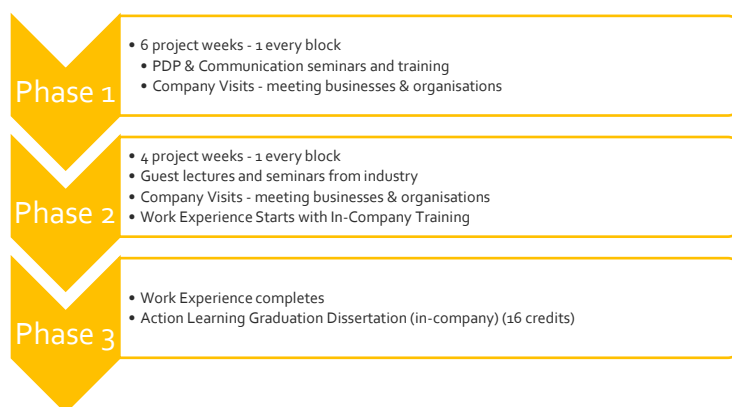 Phase 1
• 6 project weeks - 1 every block
• PDP & Communication seminars and training
• Company Visits - meeting businesses & organisations
Phase 2
• 4 project weeks - 1 every block
• Guest lectures and seminars from industry
• Company Visits - meeting businesses & organisations
• Work Experience Starts with In-Company Training
Phase 3
• Work Experience completes
• Action Learning Graduation Dissertation (in-company) (16 credits)